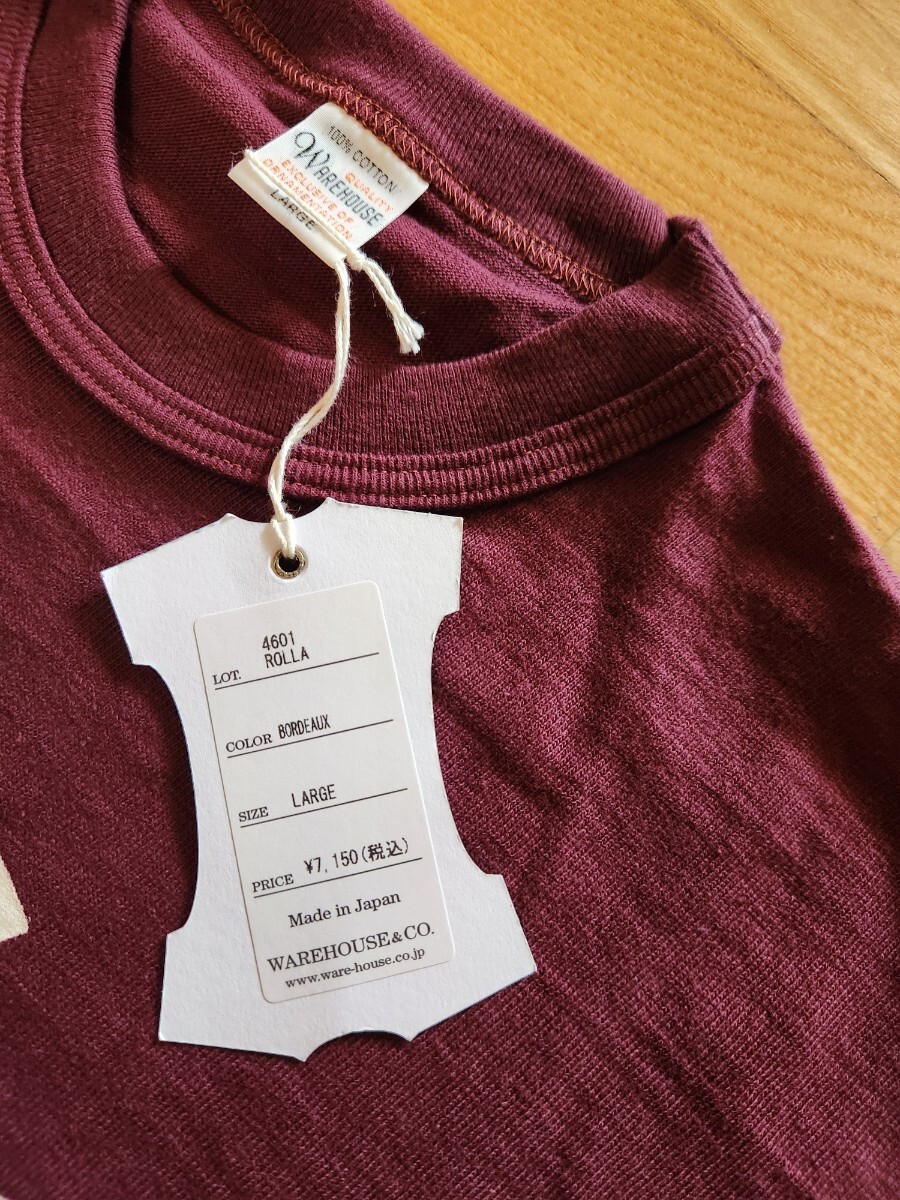 100% COTTON
WAREHOUSE
QUALITY
EXCLUSIVE OF
ORNAMENTATION
LARGE
4601
LOT. ROLLA
COLOR BORDEAUX
SIZE LARGE
PRICE ¥7,150(税込)
Made in Japan
WAREHOUSE&CO.
www.ware-house.co.jp